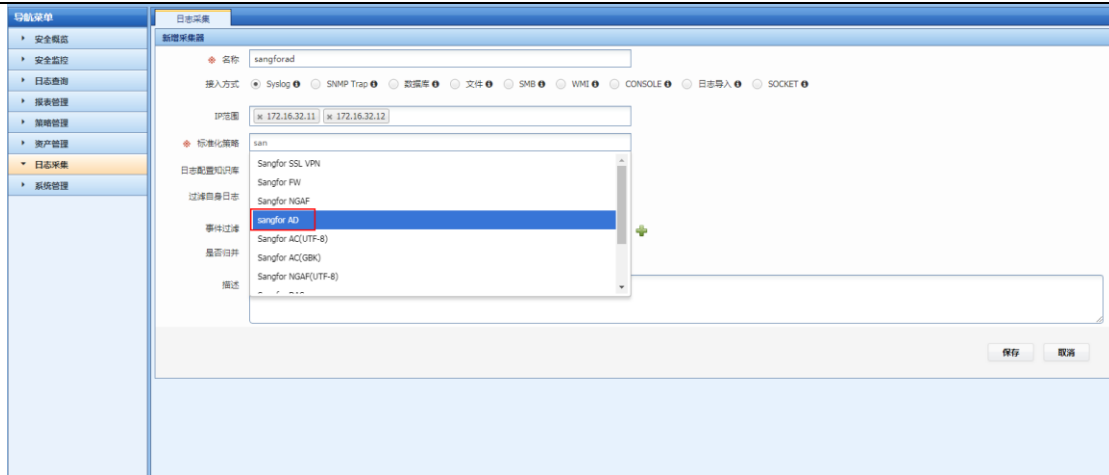 导航菜单
安全概览
安全监控
日志查询
报表管理
策略管理
资产管理
日志采集
系统管理
日志采集
新增采集器
名称 sangforad
接入方式 Syslog SNMP Trap 数据库 文件 SMB WMI CONSOLE 日志导入 SOCKET
IP范围 × 172.16.32.11 × 172.16.32.12
标准化策略 san
日志配置知识库
过滤自身日志
事件过滤
是否归并
描述
Sangfor SSL VPN
Sangfor FW
Sangfor NGAF
sangfor AD
Sangfor AC(UTF-8)
Sangfor AC(GBK)
Sangfor NGAF(UTF-8)
保存 取消